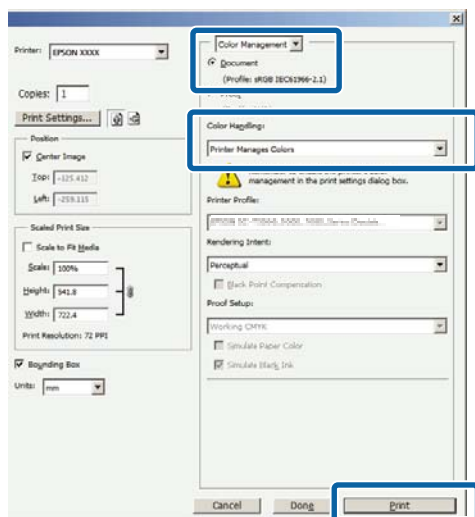 Printer: EPSON XXXX
Copies: 1
Print Settings...
Position
Center Image
Top: -125.412
Left: -259.115
Scaled Print Size
Scale to Fit Media
Scale: 100%
Height: 541.8
Width: 722.4
Print Resolution: 72 PPI
Bounding Box
Units: mm
Color Management
Document
(Profile: sRGB IEC61966-2.1)
Color Handling:
Printer Manages Colors
management in the print settings dialog box.
Printer Profile:
Rendering Intent:
Perceptual
Black Point Compensation
Proof Setup:
Working CMYK
Simulate Paper Color
Simulate Black Ink
Cancel
Done
Print